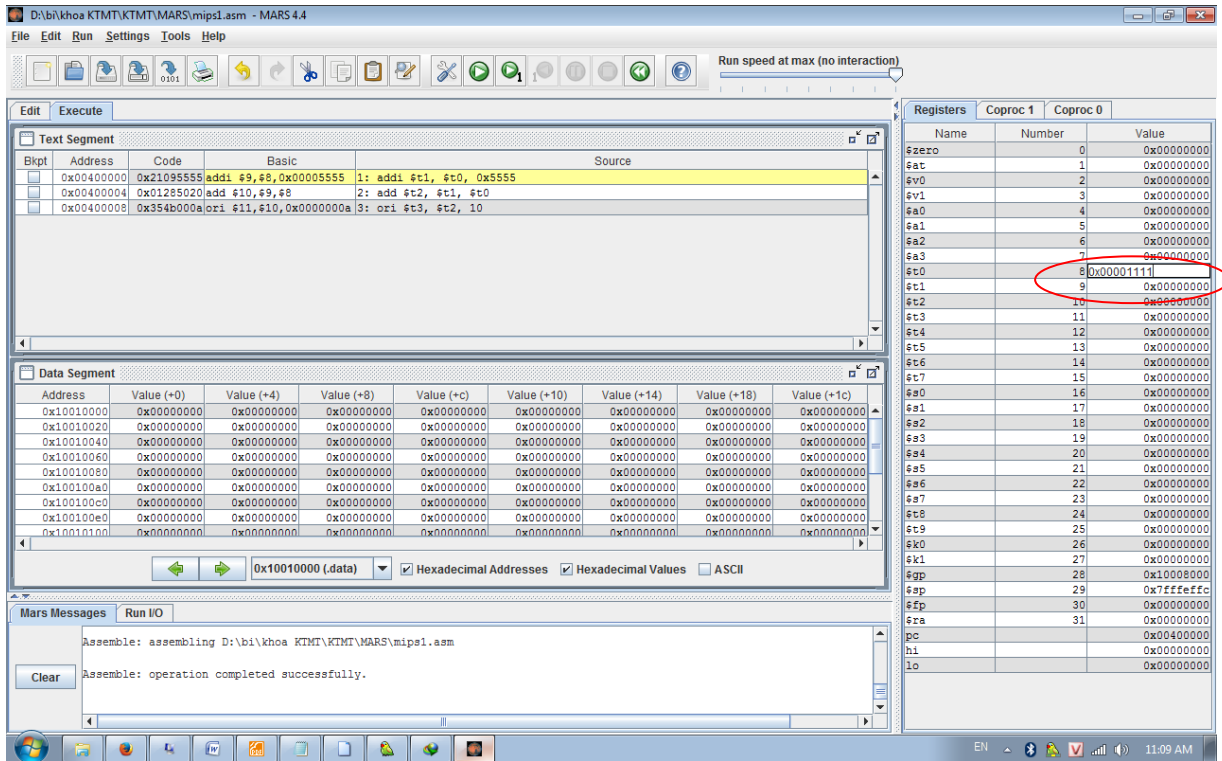 D:\bi\khoa KTMT\KTMT\MARS\mips1.asm - MARS 4.4
File Edit Run Settings Tools Help
Run speed at max (no interaction)
Edit Execute
Text Segment
Bkpt Address Code Basic Source
0x00400000 0x21095555 addi $9,$8,0x00005555 1: addi $t1, $t0, 0x5555
0x00400004 0x01285020 add $10,$9,$8 2: add $t2, $t1, $t0
0x00400008 0x354b000a ori $11,$10,0x0000000a 3: ori $t3, $t2, 10
Data Segment
Address Value (+0) Value (+4) Value (+8) Value (+c) Value (+10) Value (+14) Value (+18) Value (+1c)
0x10010000 0x00000000 0x00000000 0x00000000 0x00000000 0x00000000 0x00000000 0x00000000 0x00000000
0x10010020 0x00000000 0x00000000 0x00000000 0x00000000 0x00000000 0x00000000 0x00000000 0x00000000
0x10010040 0x00000000 0x00000000 0x00000000 0x00000000 0x00000000 0x00000000 0x00000000 0x00000000
0x10010060 0x00000000 0x00000000 0x00000000 0x00000000 0x00000000 0x00000000 0x00000000 0x00000000
0x10010080 0x00000000 0x00000000 0x00000000 0x00000000 0x00000000 0x00000000 0x00000000 0x00000000
0x100100a0 0x00000000 0x00000000 0x00000000 0x00000000 0x00000000 0x00000000 0x00000000 0x00000000
0x100100c0 0x00000000 0x00000000 0x00000000 0x00000000 0x00000000 0x00000000 0x00000000 0x00000000
0x100100e0 0x00000000 0x00000000 0x00000000 0x00000000 0x00000000 0x00000000 0x00000000 0x00000000
0x10010100 0x00000000 0x00000000 0x00000000 0x00000000 0x00000000 0x00000000 0x00000000 0x00000000
0x10010000 (.data) Hexadecimal Addresses Hexadecimal Values ASCII
Mars Messages Run I/O
Assemble: assembling D:\bi\khoa KTMT\KTMT\MARS\mips1.asm
Assemble: operation completed successfully.
Clear
Registers Coproc 1 Coproc 0
Name Number Value
$zero 0 0x00000000
$at 1 0x00000000
$v0 2 0x00000000
$v1 3 0x00000000
$a0 4 0x00000000
$a1 5 0x00000000
$a2 6 0x00000000
$a3 7 0x00000000
$t0 8 0x00001111
$t1 9 0x00000000
$t2 10 0x00000000
$t3 11 0x00000000
$t4 12 0x00000000
$t5 13 0x00000000
$t6 14 0x00000000
$t7 15 0x00000000
$s0 16 0x00000000
$s1 17 0x00000000
$s2 18 0x00000000
$s3 19 0x00000000
$s4 20 0x00000000
$s5 21 0x00000000
$s6 22 0x00000000
$s7 23 0x00000000
$t8 24 0x00000000
$t9 25 0x00000000
$k0 26 0x00000000
$k1 27 0x00000000
$gp 28 0x10008000
$sp 29 0x7fffeffc
$fp 30 0x00000000
$ra 31 0x00000000
pc 0x00400000
hi 0x00000000
lo 0x00000000
EN 11:09 AM